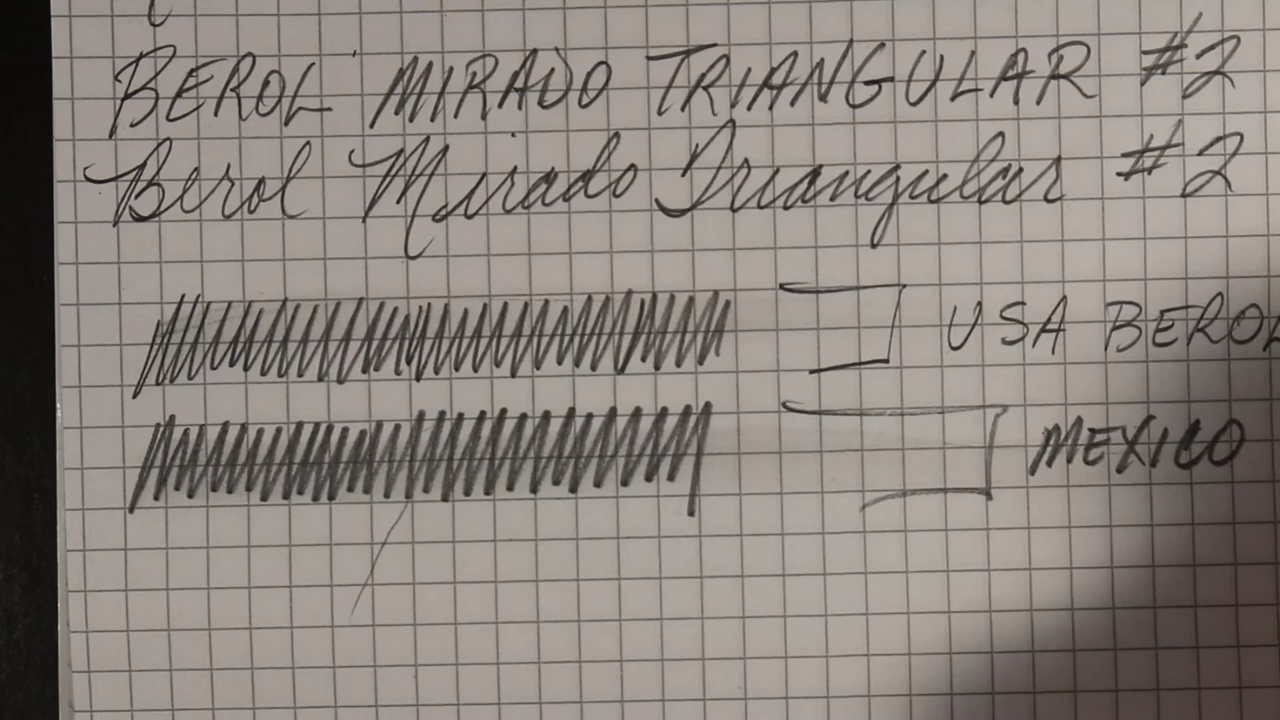 BEROL MIRADO TRIANGULAR #2
Berol Mirado Triangular #2
USA BEROL
MEXICO